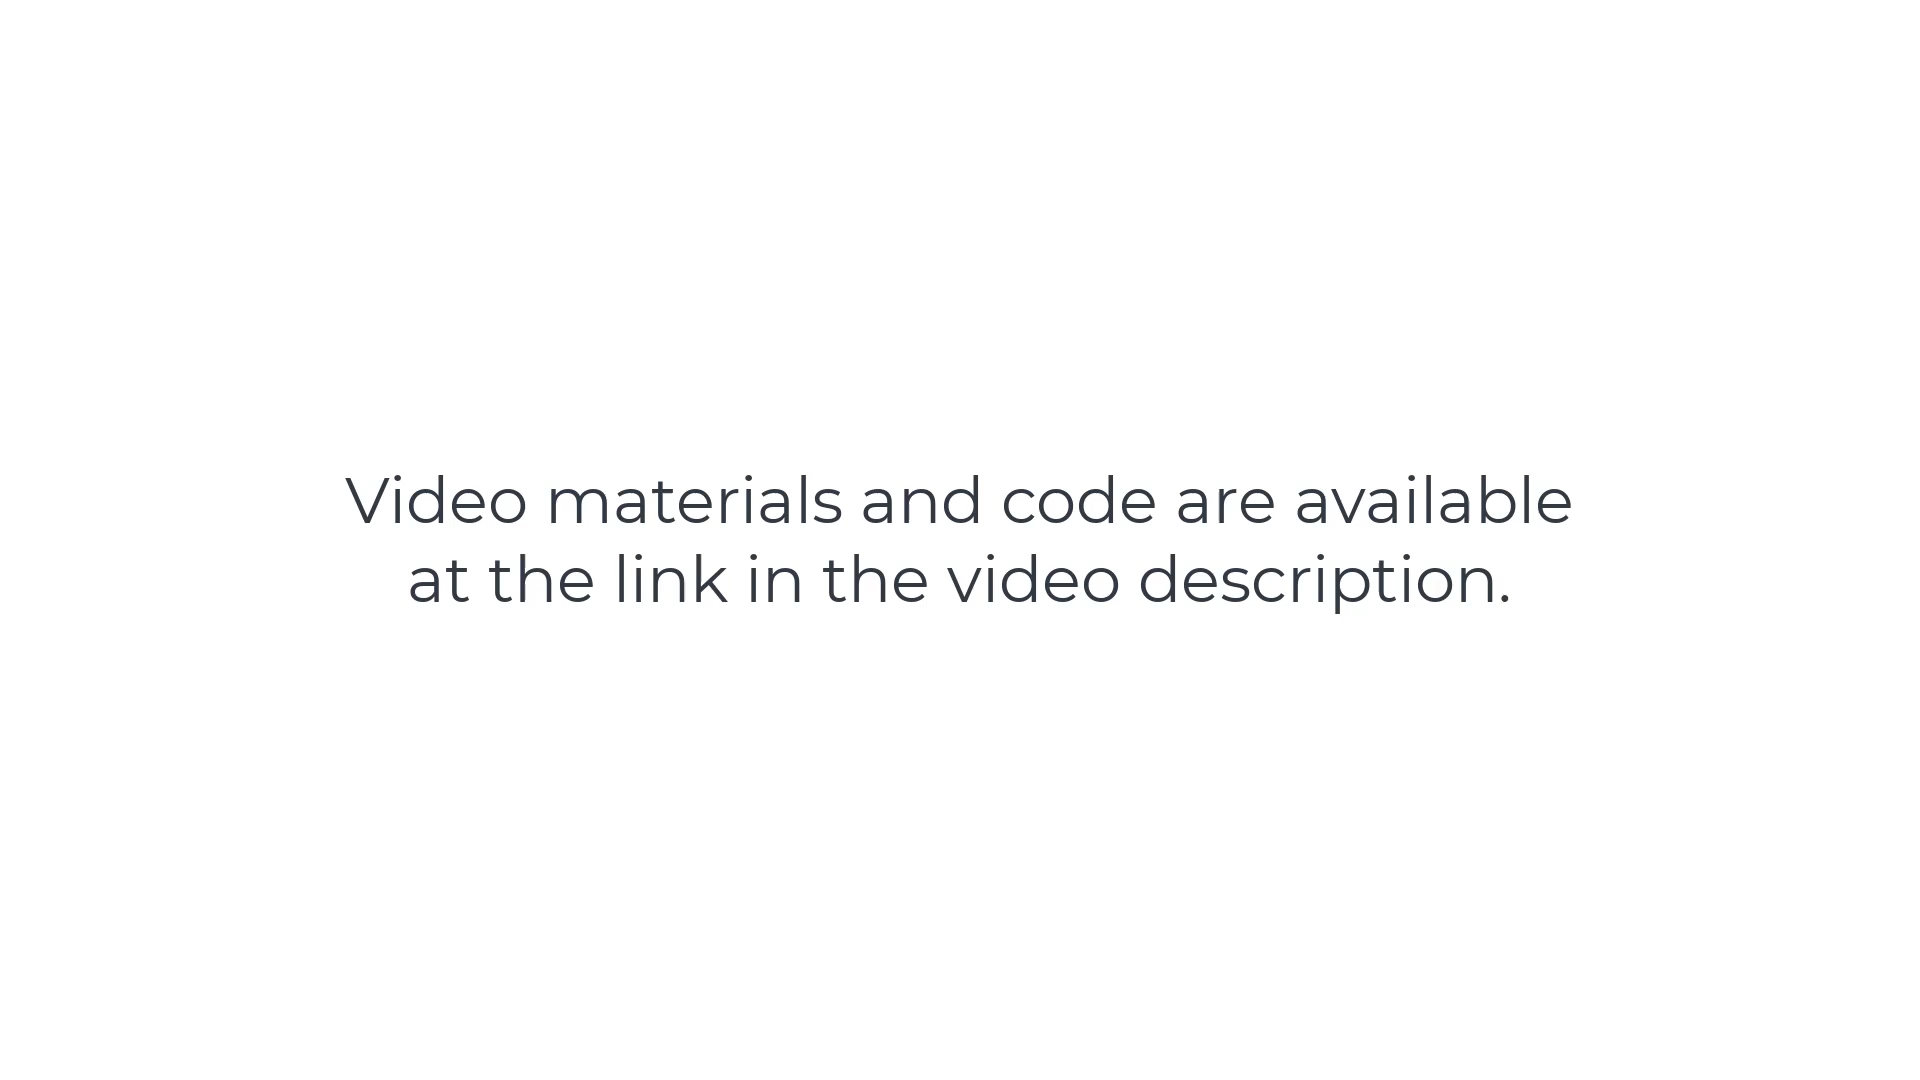 Video materials and code are available
at the link in the video description.